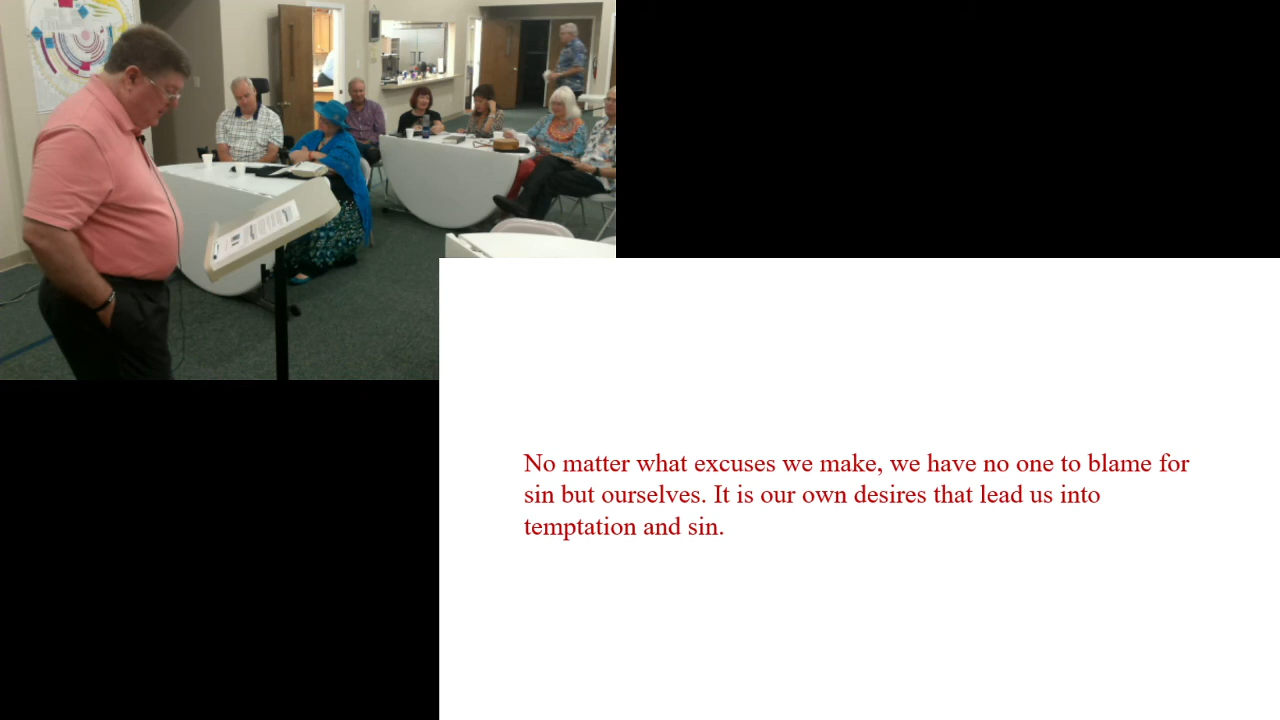 No matter what excuses we make, we have no one to blame for
sin but ourselves. It is our own desires that lead us into
temptation and sin.